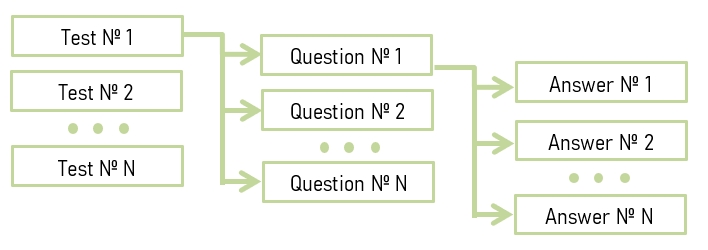 Test № 1
Test № 2
Test № N
Question № 1
Question № 2
Question № N
Answer № 1
Answer № 2
Answer № N